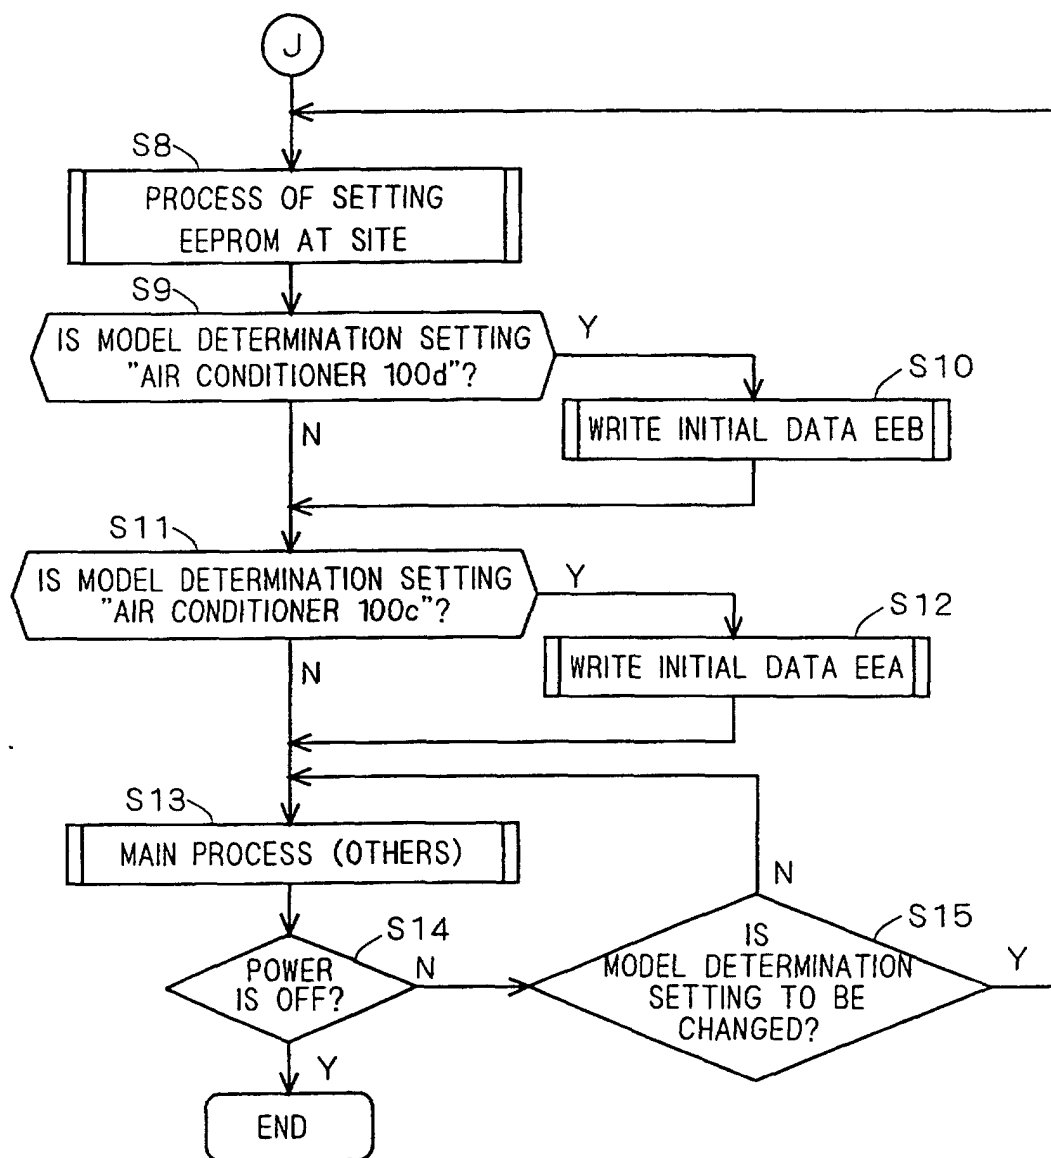 J
S8
PROCESS OF SETTING
EEPROM AT SITE
S9
IS MODEL DETERMINATION SETTING
"AIR CONDITIONER 100d"?
Y
N
S10
WRITE INITIAL DATA EEB
S11
IS MODEL DETERMINATION SETTING
"AIR CONDITIONER 100c"?
Y
N
S12
WRITE INITIAL DATA EEA
S13
MAIN PROCESS (OTHERS)
S14
POWER
IS OFF?
N
Y
S15
IS
MODEL DETERMINATION
SETTING TO BE
CHANGED?
N
Y
END